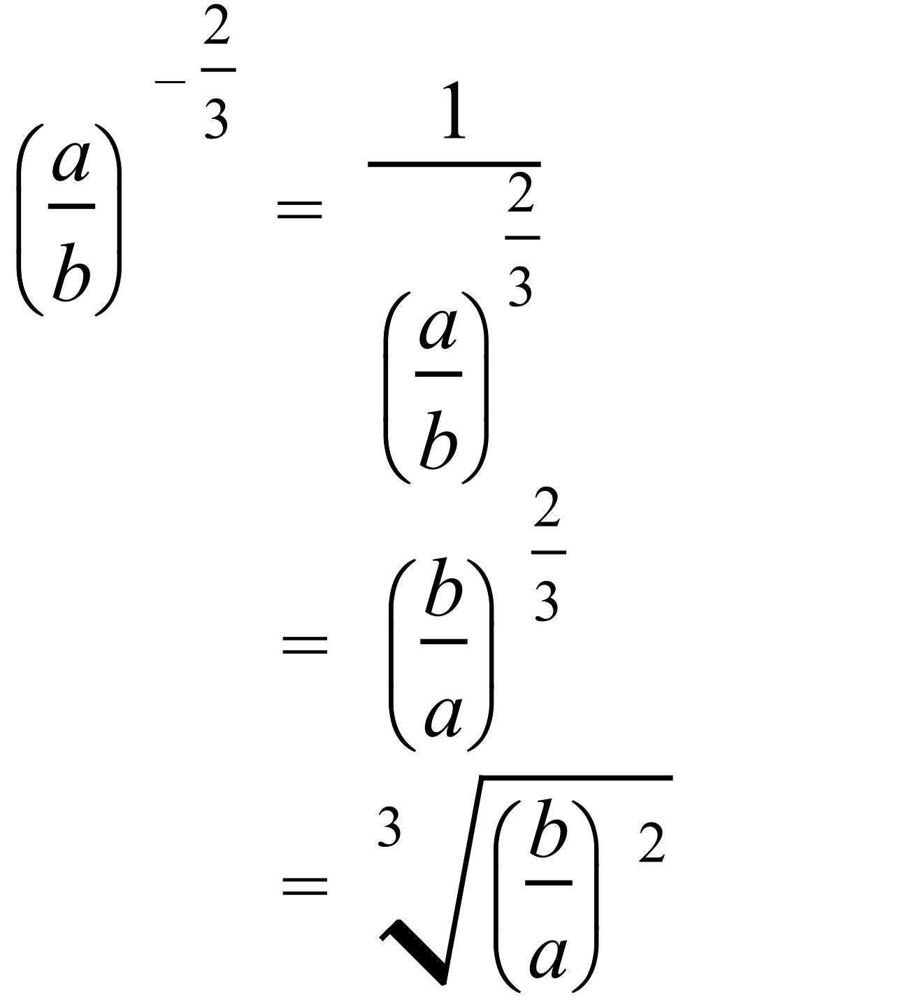 (a/b)^(−2/3) = 1/(a/b)^(2/3)
= (b/a)^(2/3)
= ∛((b/a)^2)